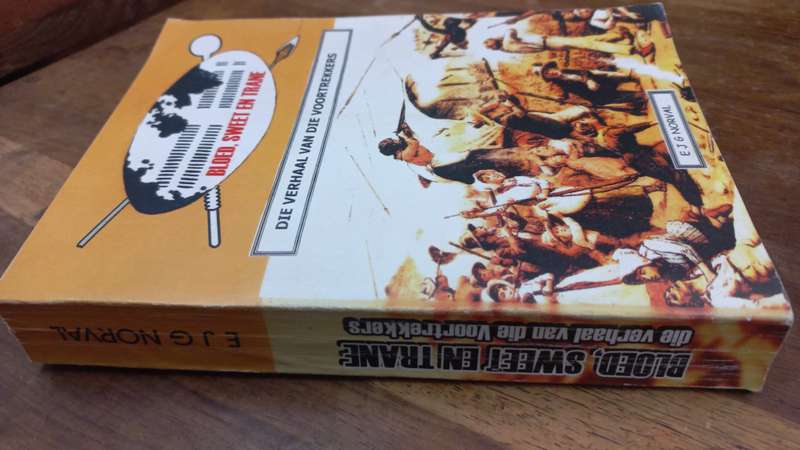 BLOED, SWEET EN TRANE
DIE VERHAAL VAN DIE VOORTREKKERS
E J G NORVAL
BLOED, SWEET EN TRANE
die verhaal van die Voortrekkers
E J G NORVAL